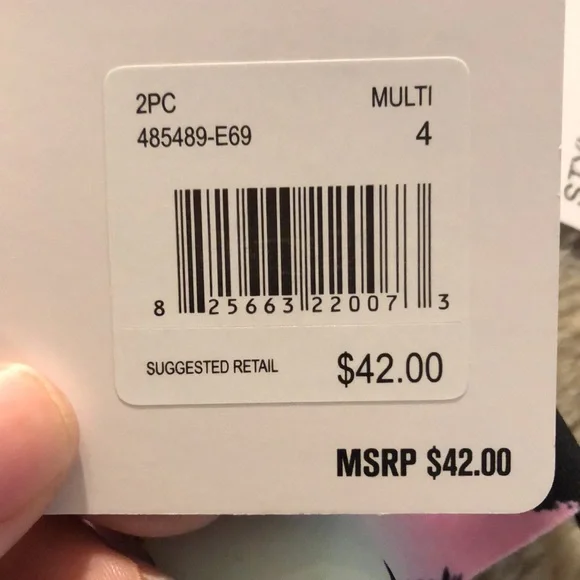 2PC MULTI
485489-E69 4
8 25663 22007 3
SUGGESTED RETAIL $42.00
MSRP $42.00